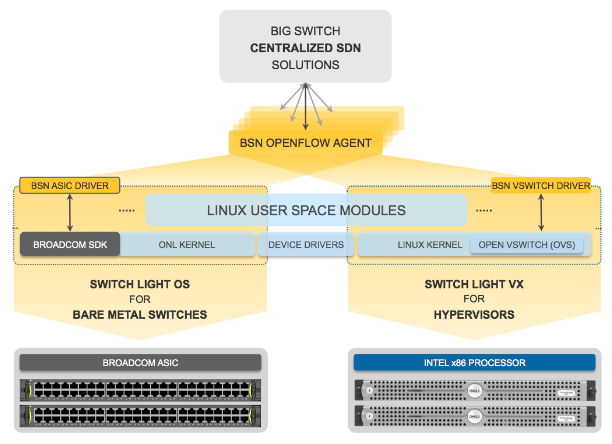 BIG SWITCH
CENTRALIZED SDN
SOLUTIONS
BSN OPENFLOW AGENT
BSN ASIC DRIVER
BSN VSWITCH DRIVER
..... LINUX USER SPACE MODULES .....
BROADCOM SDK
ONL KERNEL
DEVICE DRIVERS
LINUX KERNEL
OPEN VSWITCH (OVS)
SWITCH LIGHT OS
FOR
BARE METAL SWITCHES
SWITCH LIGHT VX
FOR
HYPERVISORS
BROADCOM ASIC
INTEL x86 PROCESSOR
DELL
DELL